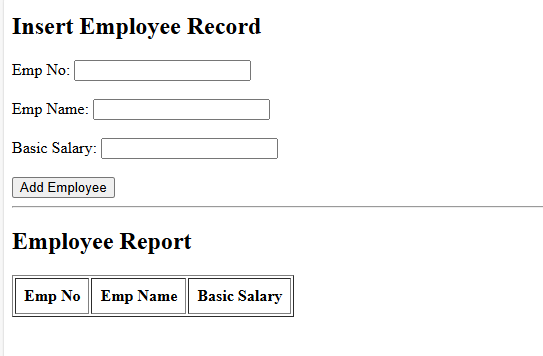 Insert Employee Record
Emp No:
Emp Name:
Basic Salary:
Add Employee
Employee Report
Emp No Emp Name Basic Salary